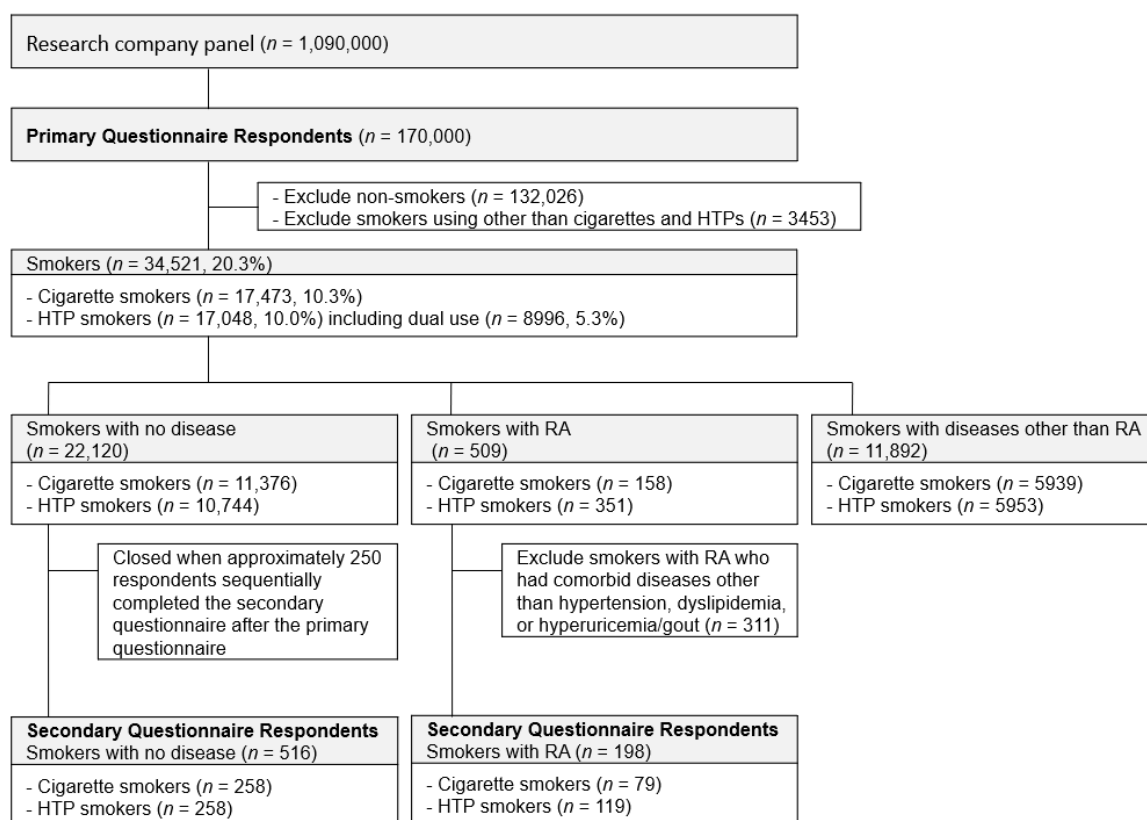 Research company panel (n = 1,090,000)
Primary Questionnaire Respondents (n = 170,000)
- Exclude non-smokers (n = 132,026)
- Exclude smokers using other than cigarettes and HTPs (n = 3453)
Smokers (n = 34,521, 20.3%)
- Cigarette smokers (n = 17,473, 10.3%)
- HTP smokers (n = 17,048, 10.0%) including dual use (n = 8996, 5.3%)
Smokers with no disease
(n = 22,120)
- Cigarette smokers (n = 11,376)
- HTP smokers (n = 10,744)
Smokers with RA
(n = 509)
- Cigarette smokers (n = 158)
- HTP smokers (n = 351)
Smokers with diseases other than RA
(n = 11,892)
- Cigarette smokers (n = 5939)
- HTP smokers (n = 5953)
Closed when approximately 250
respondents sequentially
completed the secondary
questionnaire after the primary
questionnaire
Exclude smokers with RA who
had comorbid diseases other
than hypertension, dyslipidemia,
or hyperuricemia/gout (n = 311)
Secondary Questionnaire Respondents
Smokers with no disease (n = 516)
- Cigarette smokers (n = 258)
- HTP smokers (n = 258)
Secondary Questionnaire Respondents
Smokers with RA (n = 198)
- Cigarette smokers (n = 79)
- HTP smokers (n = 119)